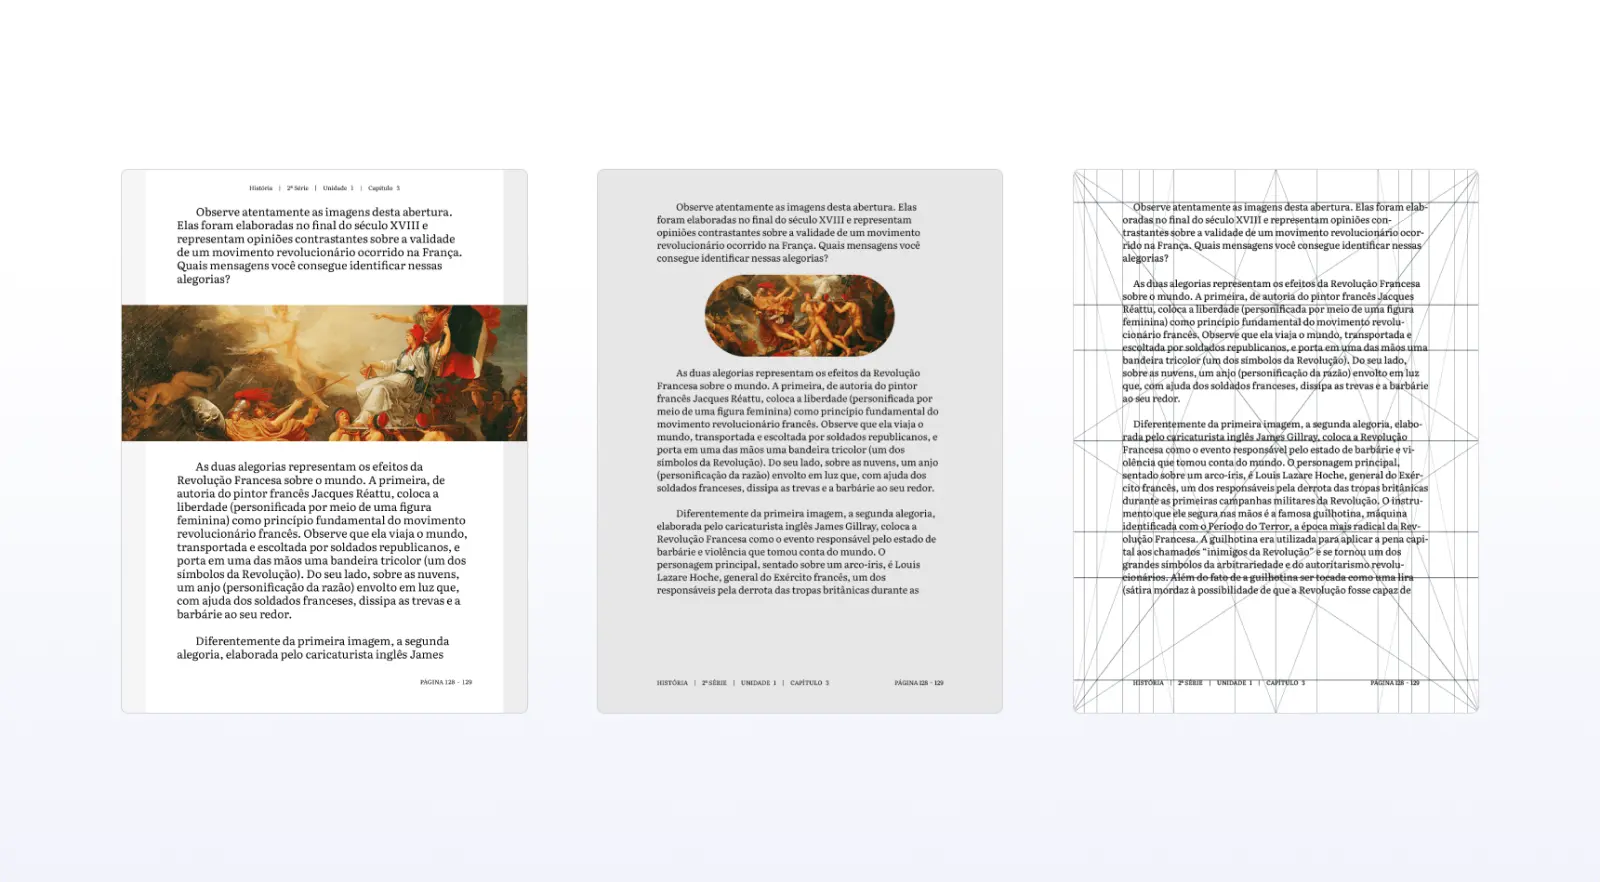 História | 2ª Série | Unidade 1 | Capítulo 3
Observe atentamente as imagens desta abertura.
Elas foram elaboradas no final do século XVIII e
representam opiniões contrastantes sobre a validade
de um movimento revolucionário ocorrido na França.
Quais mensagens você consegue identificar nessas
alegorias?
As duas alegorias representam os efeitos da
Revolução Francesa sobre o mundo. A primeira, de
autoria do pintor francês Jacques Réattu, coloca a
liberdade (personificada por meio de uma figura
feminina) como princípio fundamental do movimento
revolucionário francês. Observe que ela viaja o mundo,
transportada e escoltada por soldados republicanos, e
porta em uma das mãos uma bandeira tricolor (um dos
símbolos da Revolução). Do seu lado, sobre as nuvens,
um anjo (personificação da razão) envolto em luz que,
com ajuda dos soldados franceses, dissipa as trevas e a
barbárie ao seu redor.
Diferentemente da primeira imagem, a segunda
alegoria, elaborada pelo caricaturista inglês James
PÁGINA 128 - 129
Observe atentamente as imagens desta abertura. Elas
foram elaboradas no final do século XVIII e representam
opiniões contrastantes sobre a validade de um movimento
revolucionário ocorrido na França. Quais mensagens você
consegue identificar nessas alegorias?
As duas alegorias representam os efeitos da Revolução
Francesa sobre o mundo. A primeira, de autoria do pintor
francês Jacques Réattu, coloca a liberdade (personificada por
meio de uma figura feminina) como princípio fundamental do
movimento revolucionário francês. Observe que ela viaja o
mundo, transportada e escoltada por soldados republicanos, e
porta em uma das mãos uma bandeira tricolor (um dos
símbolos da Revolução). Do seu lado, sobre as nuvens, um anjo
(personificação da razão) envolto em luz que, com ajuda dos
soldados franceses, dissipa as trevas e a barbárie ao seu redor.
Diferentemente da primeira imagem, a segunda alegoria,
elaborada pelo caricaturista inglês James Gillray, coloca a
Revolução Francesa como o evento responsável pelo estado de
barbárie e violência que tomou conta do mundo. O
personagem principal, sentado sobre um arco-íris, é Louis
Lazare Hoche, general do Exército francês, um dos
responsáveis pela derrota das tropas britânicas durante as
HISTÓRIA | 2ª SÉRIE | UNIDADE 1 | CAPÍTULO 3 PÁGINA 128 - 129
Observe atentamente as imagens desta abertura. Elas foram elab-
oradas no final do século XVIII e representam opiniões con-
trastantes sobre a validade de um movimento revolucionário ocor-
rido na França. Quais mensagens você consegue identificar nessas
alegorias?
As duas alegorias representam os efeitos da Revolução Francesa
sobre o mundo. A primeira, de autoria do pintor francês Jacques
Réattu, coloca a liberdade (personificada por meio de uma figura
feminina) como princípio fundamental do movimento revolu-
cionário francês. Observe que ela viaja o mundo, transportada e
escoltada por soldados republicanos, e porta em uma das mãos uma
bandeira tricolor (um dos símbolos da Revolução). Do seu lado,
sobre as nuvens, um anjo (personificação da razão) envolto em luz
que, com ajuda dos soldados franceses, dissipa as trevas e a barbárie
ao seu redor.
Diferentemente da primeira imagem, a segunda alegoria, elabo-
rada pelo caricaturista inglês James Gillray, coloca a Revolução
Francesa como o evento responsável pelo estado de barbárie e vi-
olência que tomou conta do mundo. O personagem principal,
sentado sobre um arco-íris, é Louis Lazare Hoche, general do Exér-
cito francês, um dos responsáveis pela derrota das tropas britânicas
durante as primeiras campanhas militares da Revolução. O instru-
mento que ele segura nas mãos é a famosa guilhotina, máquina
identificada com o Período do Terror, a época mais radical da Rev-
olução Francesa. A guilhotina era utilizada para aplicar a pena capi-
tal aos chamados “inimigos da Revolução” e se tornou um dos
grandes símbolos da arbitrariedade e do autoritarismo revolu-
cionários. Além do fato de a guilhotina ser tocada como uma lira
(sátira mordaz à possibilidade de que a Revolução fosse capaz de
HISTÓRIA | 2ª SÉRIE | UNIDADE 1 | CAPÍTULO 3 PÁGINA 128 - 129